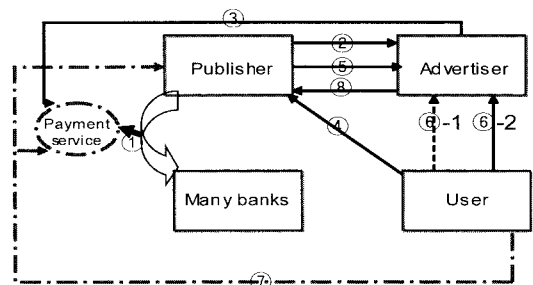 ③
Publisher
②
⑤
⑧
Advertiser
Payment
service
①
④
⑥-1
⑥-2
Many banks
User
⑦